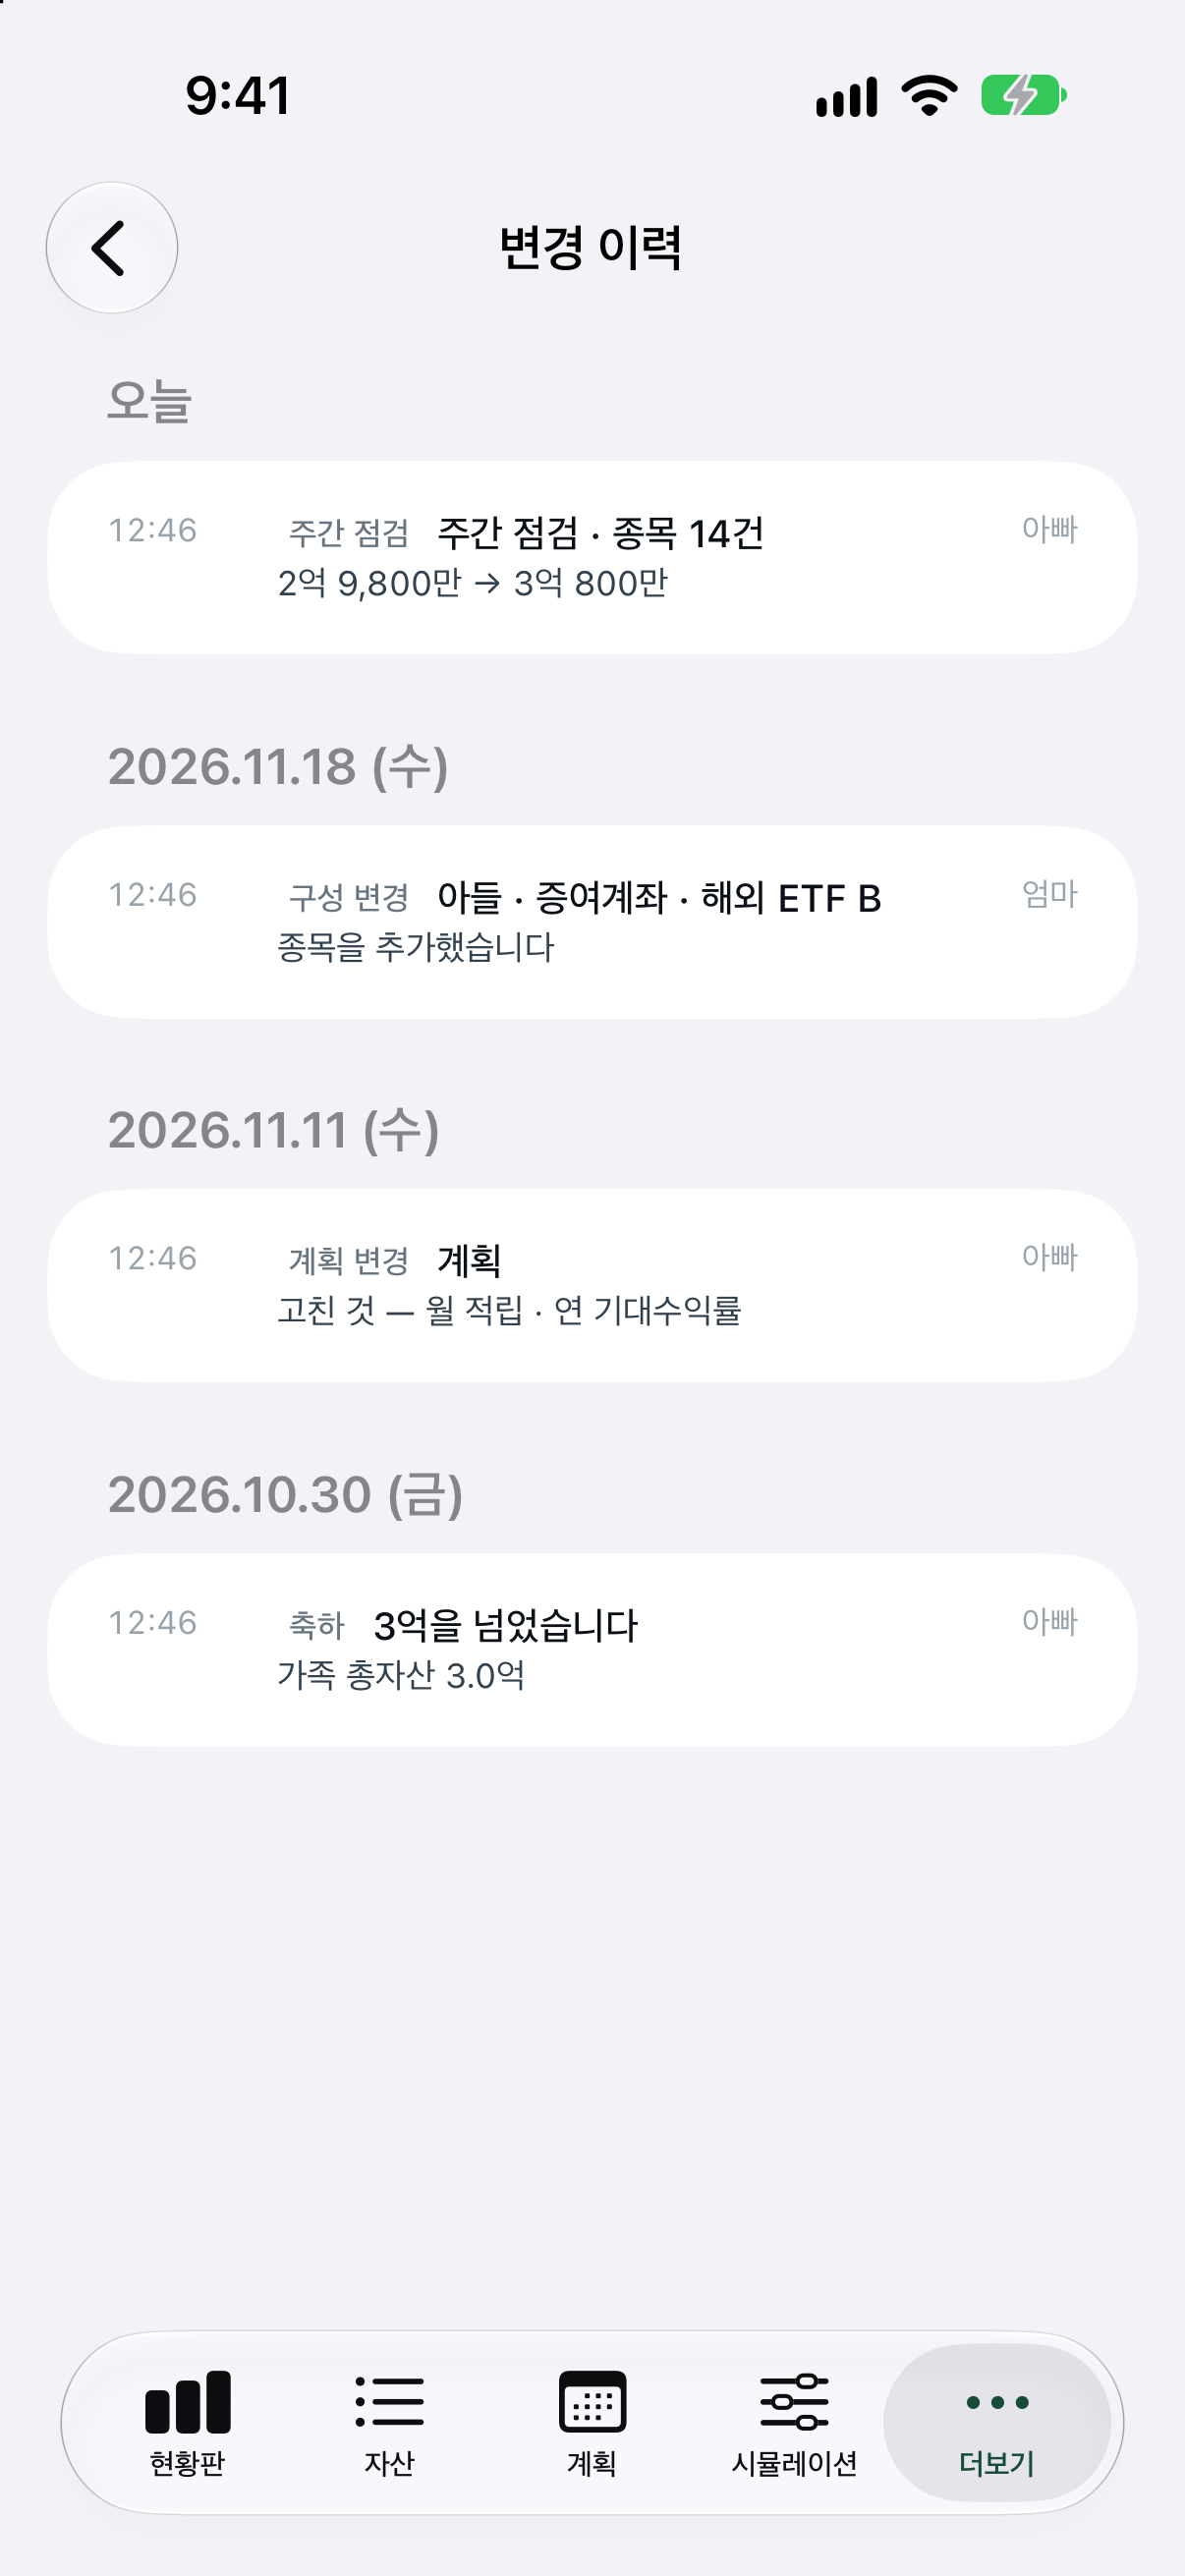 9:41
변경 이력
오늘
12:46 주간 점검 주간 점검 · 종목 14건 아빠
2억 9,800만 → 3억 800만
2026.11.18 (수)
12:46 구성 변경 아들 · 증여계좌 · 해외 ETF B 엄마
종목을 추가했습니다
2026.11.11 (수)
12:46 계획 변경 계획 아빠
고친 것 — 월 적립 · 연 기대수익률
2026.10.30 (금)
12:46 축하 3억을 넘었습니다 아빠
가족 총자산 3.0억
현황판 자산 계획 시뮬레이션 더보기